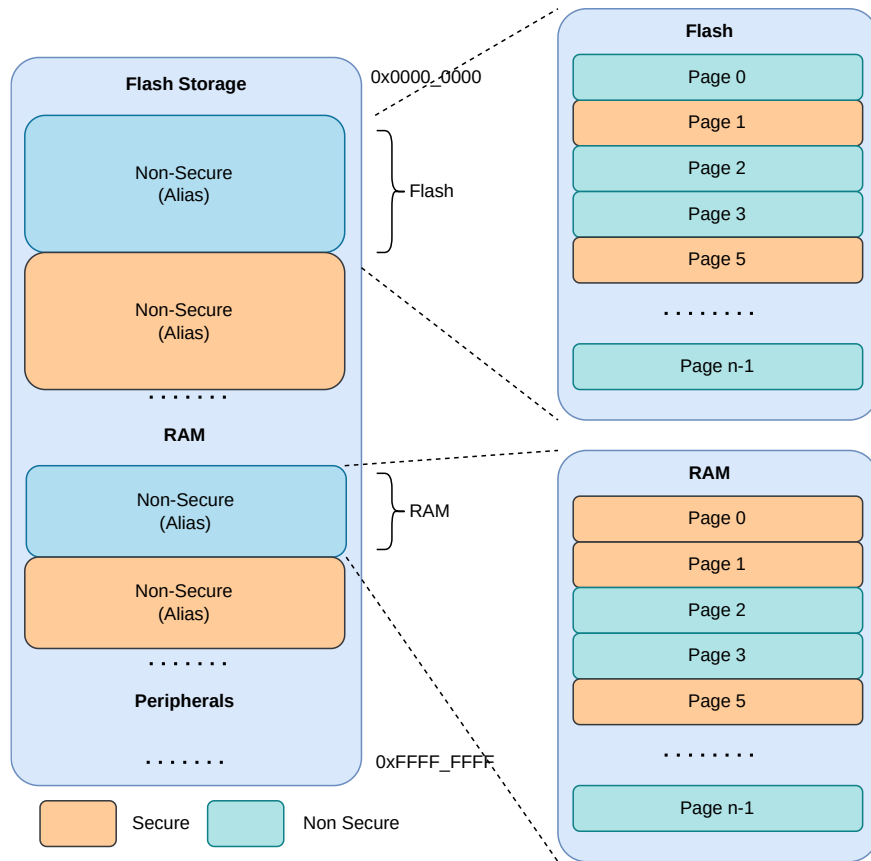 Flash Storage
0x0000_0000
Non-Secure
(Alias)
Flash
Non-Secure
(Alias)
.......
RAM
Non-Secure
(Alias)
RAM
Non-Secure
(Alias)
.......
Peripherals
.......
0xFFFF_FFFF
Secure
Non Secure
Flash
Page 0
Page 1
Page 2
Page 3
Page 5
........
Page n-1
RAM
Page 0
Page 1
Page 2
Page 3
Page 5
........
Page n-1